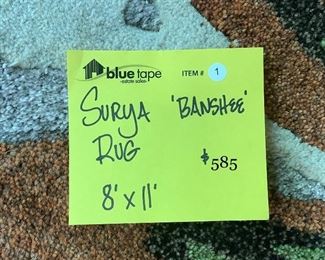 blue tape ITEM # 1
-estate sales-
SURYA 'BANSHEE'
RUG $585
8' x 11'